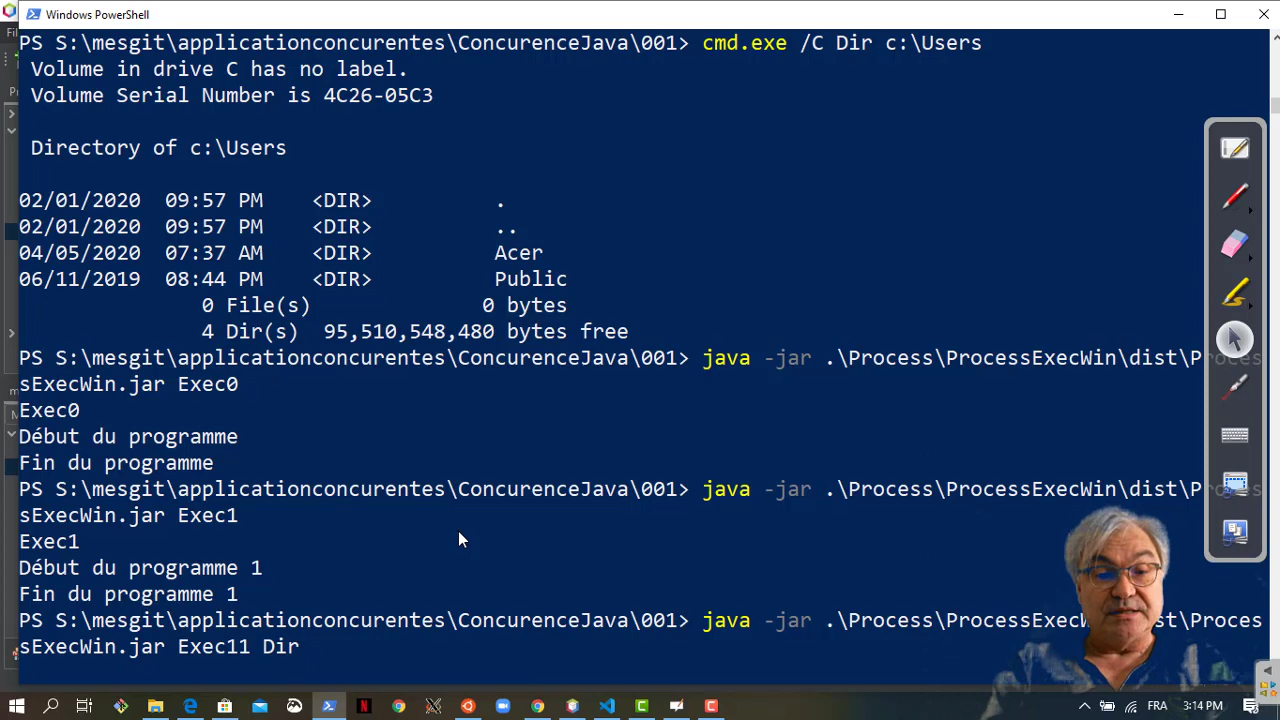 Windows PowerShell
PS S:\mesgit\applicationconcurentes\ConcurenceJava\001> cmd.exe /C Dir c:\Users
Volume in drive C has no label.
Volume Serial Number is 4C26-05C3
Directory of c:\Users
02/01/2020 09:57 PM <DIR> .
02/01/2020 09:57 PM <DIR> ..
04/05/2020 07:37 AM <DIR> Acer
06/11/2019 08:44 PM <DIR> Public
0 File(s) 0 bytes
4 Dir(s) 95,510,548,480 bytes free
PS S:\mesgit\applicationconcurentes\ConcurenceJava\001> java -jar .\Process\ProcessExecWin\dist\Proces
sExecWin.jar Exec0
Exec0
Début du programme
Fin du programme
PS S:\mesgit\applicationconcurentes\ConcurenceJava\001> java -jar .\Process\ProcessExecWin\dist\Proces
sExecWin.jar Exec1
Exec1
Début du programme 1
Fin du programme 1
PS S:\mesgit\applicationconcurentes\ConcurenceJava\001> java -jar .\Process\ProcessExecWin\dist\Proces
sExecWin.jar Exec11 Dir
FR 3:14 PM